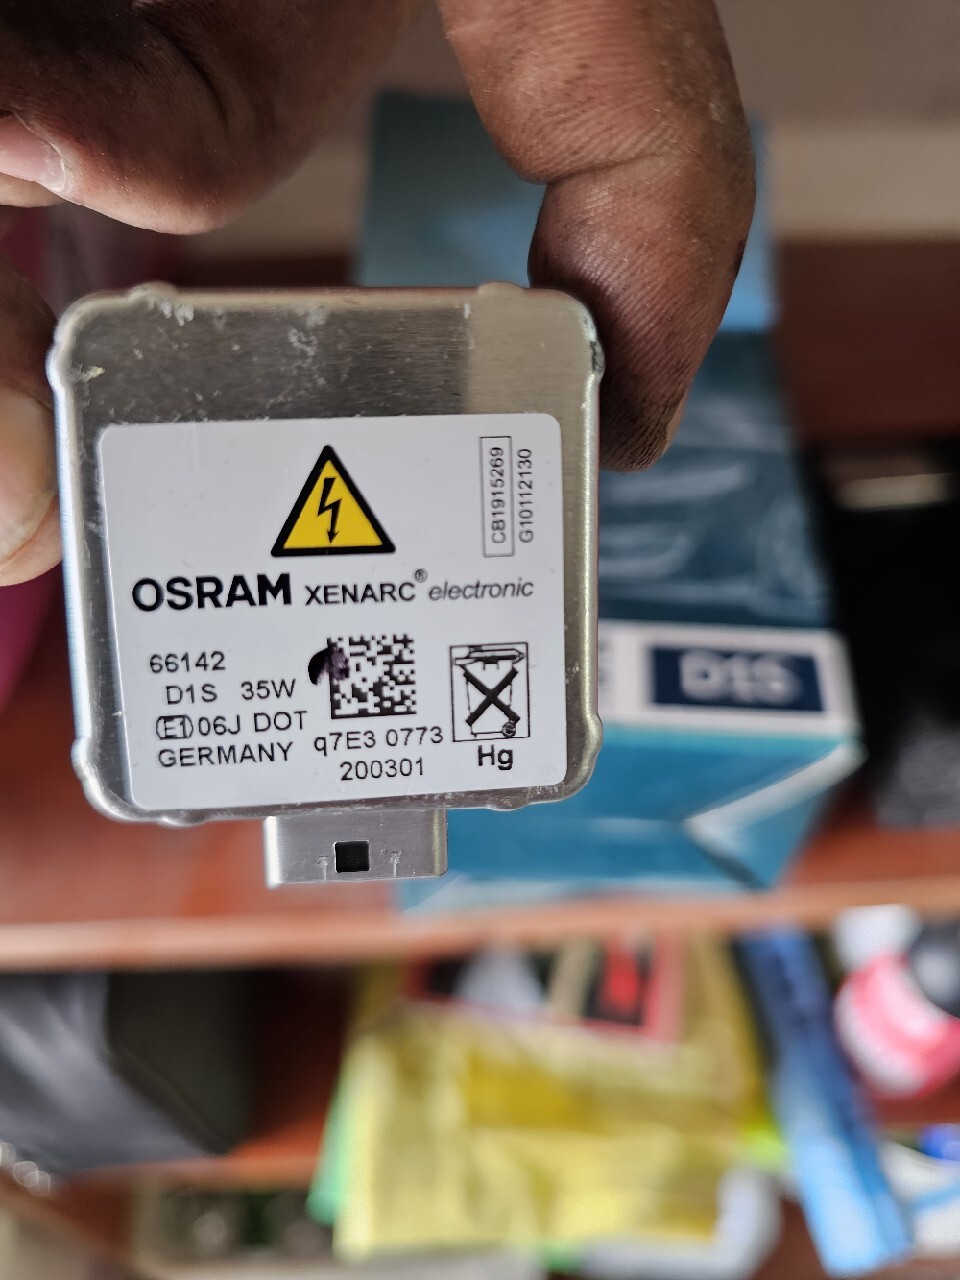 CB1915269
G10112130
OSRAM XENARC® electronic
66142
D1S 35W
E1 06J DOT
GERMANY
q7E3 0773
200301
Hg
D1S